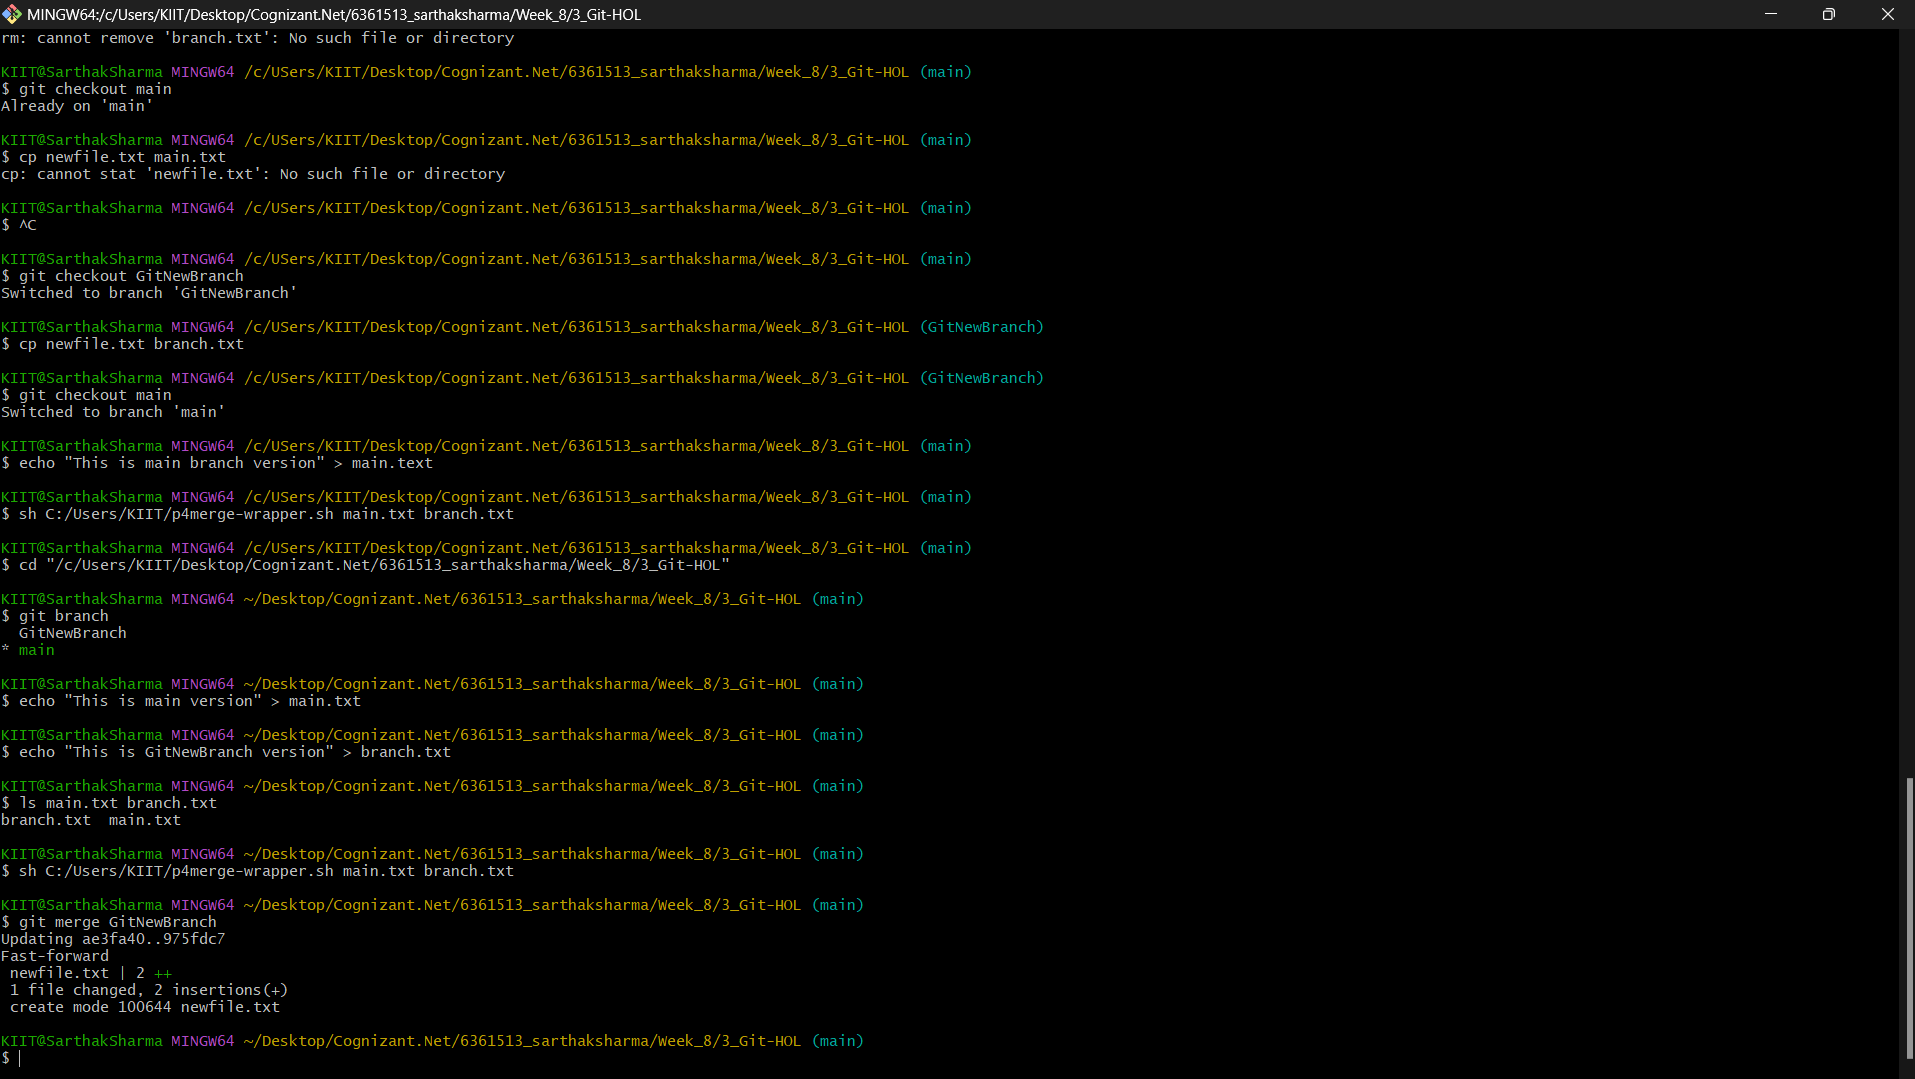 MINGW64:/c/Users/KIIT/Desktop/Cognizant.Net/6361513_sarthaksharma/Week_8/3_Git-HOL
rm: cannot remove 'branch.txt': No such file or directory
KIIT@SarthakSharma MINGW64 /c/USers/KIIT/Desktop/Cognizant.Net/6361513_sarthaksharma/Week_8/3_Git-HOL (main)
$ git checkout main
Already on 'main'
KIIT@SarthakSharma MINGW64 /c/USers/KIIT/Desktop/Cognizant.Net/6361513_sarthaksharma/Week_8/3_Git-HOL (main)
$ cp newfile.txt main.txt
cp: cannot stat 'newfile.txt': No such file or directory
KIIT@SarthakSharma MINGW64 /c/USers/KIIT/Desktop/Cognizant.Net/6361513_sarthaksharma/Week_8/3_Git-HOL (main)
$ ^C
KIIT@SarthakSharma MINGW64 /c/USers/KIIT/Desktop/Cognizant.Net/6361513_sarthaksharma/Week_8/3_Git-HOL (main)
$ git checkout GitNewBranch
Switched to branch 'GitNewBranch'
KIIT@SarthakSharma MINGW64 /c/USers/KIIT/Desktop/Cognizant.Net/6361513_sarthaksharma/Week_8/3_Git-HOL (GitNewBranch)
$ cp newfile.txt branch.txt
KIIT@SarthakSharma MINGW64 /c/USers/KIIT/Desktop/Cognizant.Net/6361513_sarthaksharma/Week_8/3_Git-HOL (GitNewBranch)
$ git checkout main
Switched to branch 'main'
KIIT@SarthakSharma MINGW64 /c/USers/KIIT/Desktop/Cognizant.Net/6361513_sarthaksharma/Week_8/3_Git-HOL (main)
$ echo "This is main branch version" > main.text
KIIT@SarthakSharma MINGW64 /c/USers/KIIT/Desktop/Cognizant.Net/6361513_sarthaksharma/Week_8/3_Git-HOL (main)
$ sh C:/Users/KIIT/p4merge-wrapper.sh main.txt branch.txt
KIIT@SarthakSharma MINGW64 /c/USers/KIIT/Desktop/Cognizant.Net/6361513_sarthaksharma/Week_8/3_Git-HOL (main)
$ cd "/c/Users/KIIT/Desktop/Cognizant.Net/6361513_sarthaksharma/Week_8/3_Git-HOL"
KIIT@SarthakSharma MINGW64 ~/Desktop/Cognizant.Net/6361513_sarthaksharma/Week_8/3_Git-HOL (main)
$ git branch
GitNewBranch
* main
KIIT@SarthakSharma MINGW64 ~/Desktop/Cognizant.Net/6361513_sarthaksharma/Week_8/3_Git-HOL (main)
$ echo "This is main version" > main.txt
KIIT@SarthakSharma MINGW64 ~/Desktop/Cognizant.Net/6361513_sarthaksharma/Week_8/3_Git-HOL (main)
$ echo "This is GitNewBranch version" > branch.txt
KIIT@SarthakSharma MINGW64 ~/Desktop/Cognizant.Net/6361513_sarthaksharma/Week_8/3_Git-HOL (main)
$ ls main.txt branch.txt
branch.txt  main.txt
KIIT@SarthakSharma MINGW64 ~/Desktop/Cognizant.Net/6361513_sarthaksharma/Week_8/3_Git-HOL (main)
$ sh C:/Users/KIIT/p4merge-wrapper.sh main.txt branch.txt
KIIT@SarthakSharma MINGW64 ~/Desktop/Cognizant.Net/6361513_sarthaksharma/Week_8/3_Git-HOL (main)
$ git merge GitNewBranch
Updating ae3fa40..975fdc7
Fast-forward
newfile.txt | 2 ++
1 file changed, 2 insertions(+)
create mode 100644 newfile.txt
KIIT@SarthakSharma MINGW64 ~/Desktop/Cognizant.Net/6361513_sarthaksharma/Week_8/3_Git-HOL (main)
$